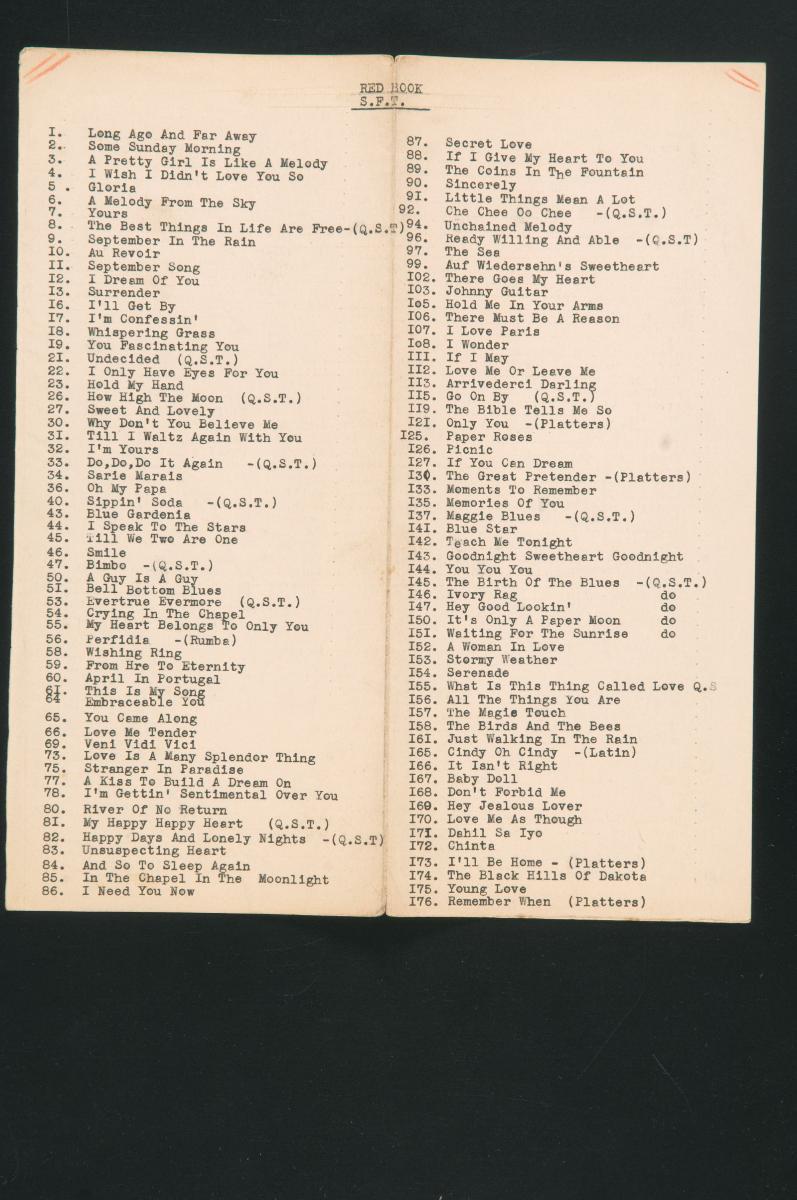 RED BOOK
S.F.T.
I. Long Ago And Far Away
2. Some Sunday Morning
3. A Pretty Girl Is Like A Melody
4. I Wish I Didn't Love You So
5 . Gloria
6. A Melody From The Sky
7. Yours
8. The Best Things In Life Are Free-(Q.S.T)
9. September In The Rain
IO. Au Revoir
II. September Song
I2. I Dream Of You
I3. Surrender
I6. I'll Get By
I7. I'm Confessin'
I8. Whispering Grass
I9. You Fascinating You
2I. Undecided (Q.S.T.)
22. I Only Have Eyes For You
23. Hold My Hand
26. How High The Moon (Q.S.T.)
27. Sweet And Lovely
30. Why Don't You Believe Me
3I. Till I Waltz Again With You
32. I'm Yours
33. Do,Do,Do It Again -(Q.S.T.)
34. Sarie Marais
36. Oh My Papa
40. Sippin' Soda -(Q.S.T.)
43. Blue Gardenia
44. I Speak To The Stars
45. Till We Two Are One
46. Smile
47. Bimbo -(Q.S.T.)
50. A Guy Is A Guy
5I. Bell Bottom Blues
53. Evertrue Evermore (Q.S.T.)
54. Crying In The Chapel
55. My Heart Belongs To Only You
56. Perfidia -(Rumba)
58. Wishing Ring
59. From Hre To Eternity
60. April In Portugal
6I. This Is My Song
64 Embraceable You
65. You Came Along
66. Love Me Tender
69. Veni Vidi Vici
73. Love Is A Many Splendor Thing
75. Stranger In Paradise
77. A Kiss To Build A Dream On
78. I'm Gettin' Sentimental Over You
80. River Of No Return
8I. My Happy Happy Heart (Q.S.T.)
82. Happy Days And Lonely Nights -(Q.S.T)
83. Unsuspecting Heart
84. And So To Sleep Again
85. In The Chapel In The Moonlight
86. I Need You Now
87. Secret Love
88. If I Give My Heart To You
89. The Coins In The Fountain
90. Sincerely
9I. Little Things Mean A Lot
92. Che Chee Oo Chee -(Q.S.T.)
94. Unchained Melody
96. Ready Willing And Able -(Q.S.T)
97. The Sea
99. Auf Wiedersehn's Sweetheart
I02. There Goes My Heart
I03. Johnny Guitar
Io5. Hold Me In Your Arms
I06. There Must Be A Reason
I07. I Love Paris
Io8. I Wonder
III. If I May
II2. Love Me Or Leave Me
II3. Arrivederci Darling
II5. Go On By (Q.S.T.)
II9. The Bible Tells Me So
I2I. Only You -(Platters)
I25. Paper Roses
I26. Picnic
I27. If You Can Dream
I30. The Great Pretender -(Platters)
I33. Moments To Remember
I35. Memories Of You
I37. Maggie Blues -(Q.S.T.)
I4I. Blue Star
I42. Teach Me Tonight
I43. Goodnight Sweetheart Goodnight
I44. You You You
I45. The Birth Of The Blues -(Q.S.T.)
I46. Ivory Rag do
I47. Hey Good Lookin' do
I50. It's Only A Paper Moon do
I5I. Waiting For The Sunrise do
I52. A Woman In Love
I53. Stormy Weather
I54. Serenade
I55. What Is This Thing Called Love Q.S
I56. All The Things You Are
I57. The Magic Touch
I58. The Birds And The Bees
I6I. Just Walking In The Rain
I65. Cindy Oh Cindy -(Latin)
I66. It Isn't Right
I67. Baby Doll
I68. Don't Forbid Me
I69. Hey Jealous Lover
I70. Love Me As Though
I7I. Dahil Sa Iyo
I72. Chinta
I73. I'll Be Home - (Platters)
I74. The Black Hills Of Dakota
I75. Young Love
I76. Remember When (Platters)